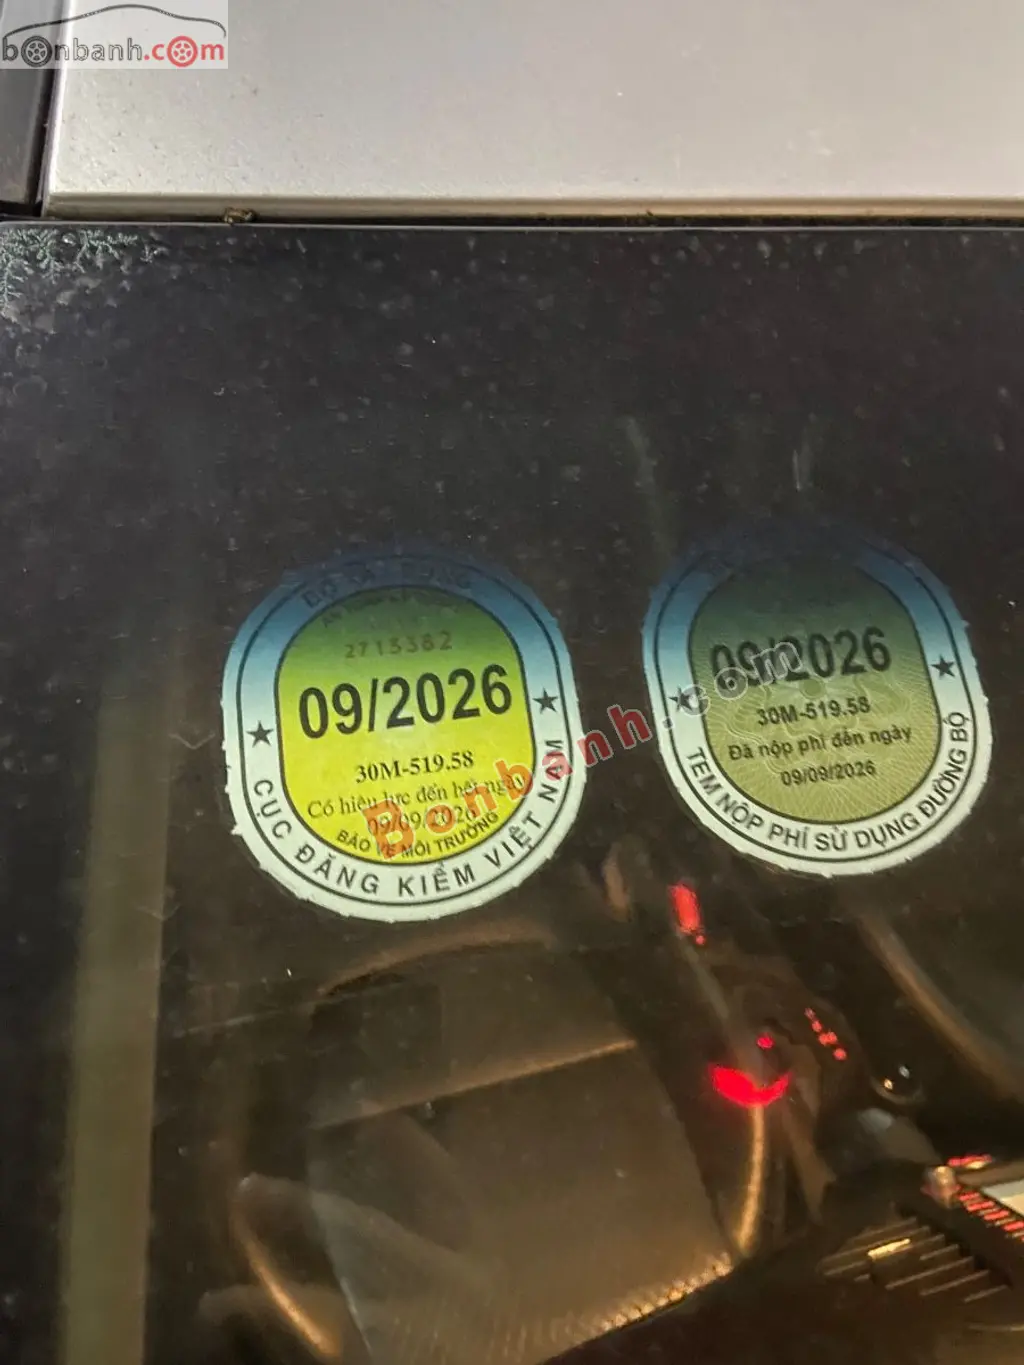 bonbanh.com
2713362
09/2026
30M-519.58
Có hiệu lực đến hết ngày
09/09/2026
BẢO VỆ MÔI TRƯỜNG
CỤC ĐĂNG KIỂM VIỆT NAM
09/2026
30M-519.58
Đã nộp phí đến ngày
09/09/2026
TEM NỘP PHÍ SỬ DỤNG ĐƯỜNG BỘ
Bonbanh.com